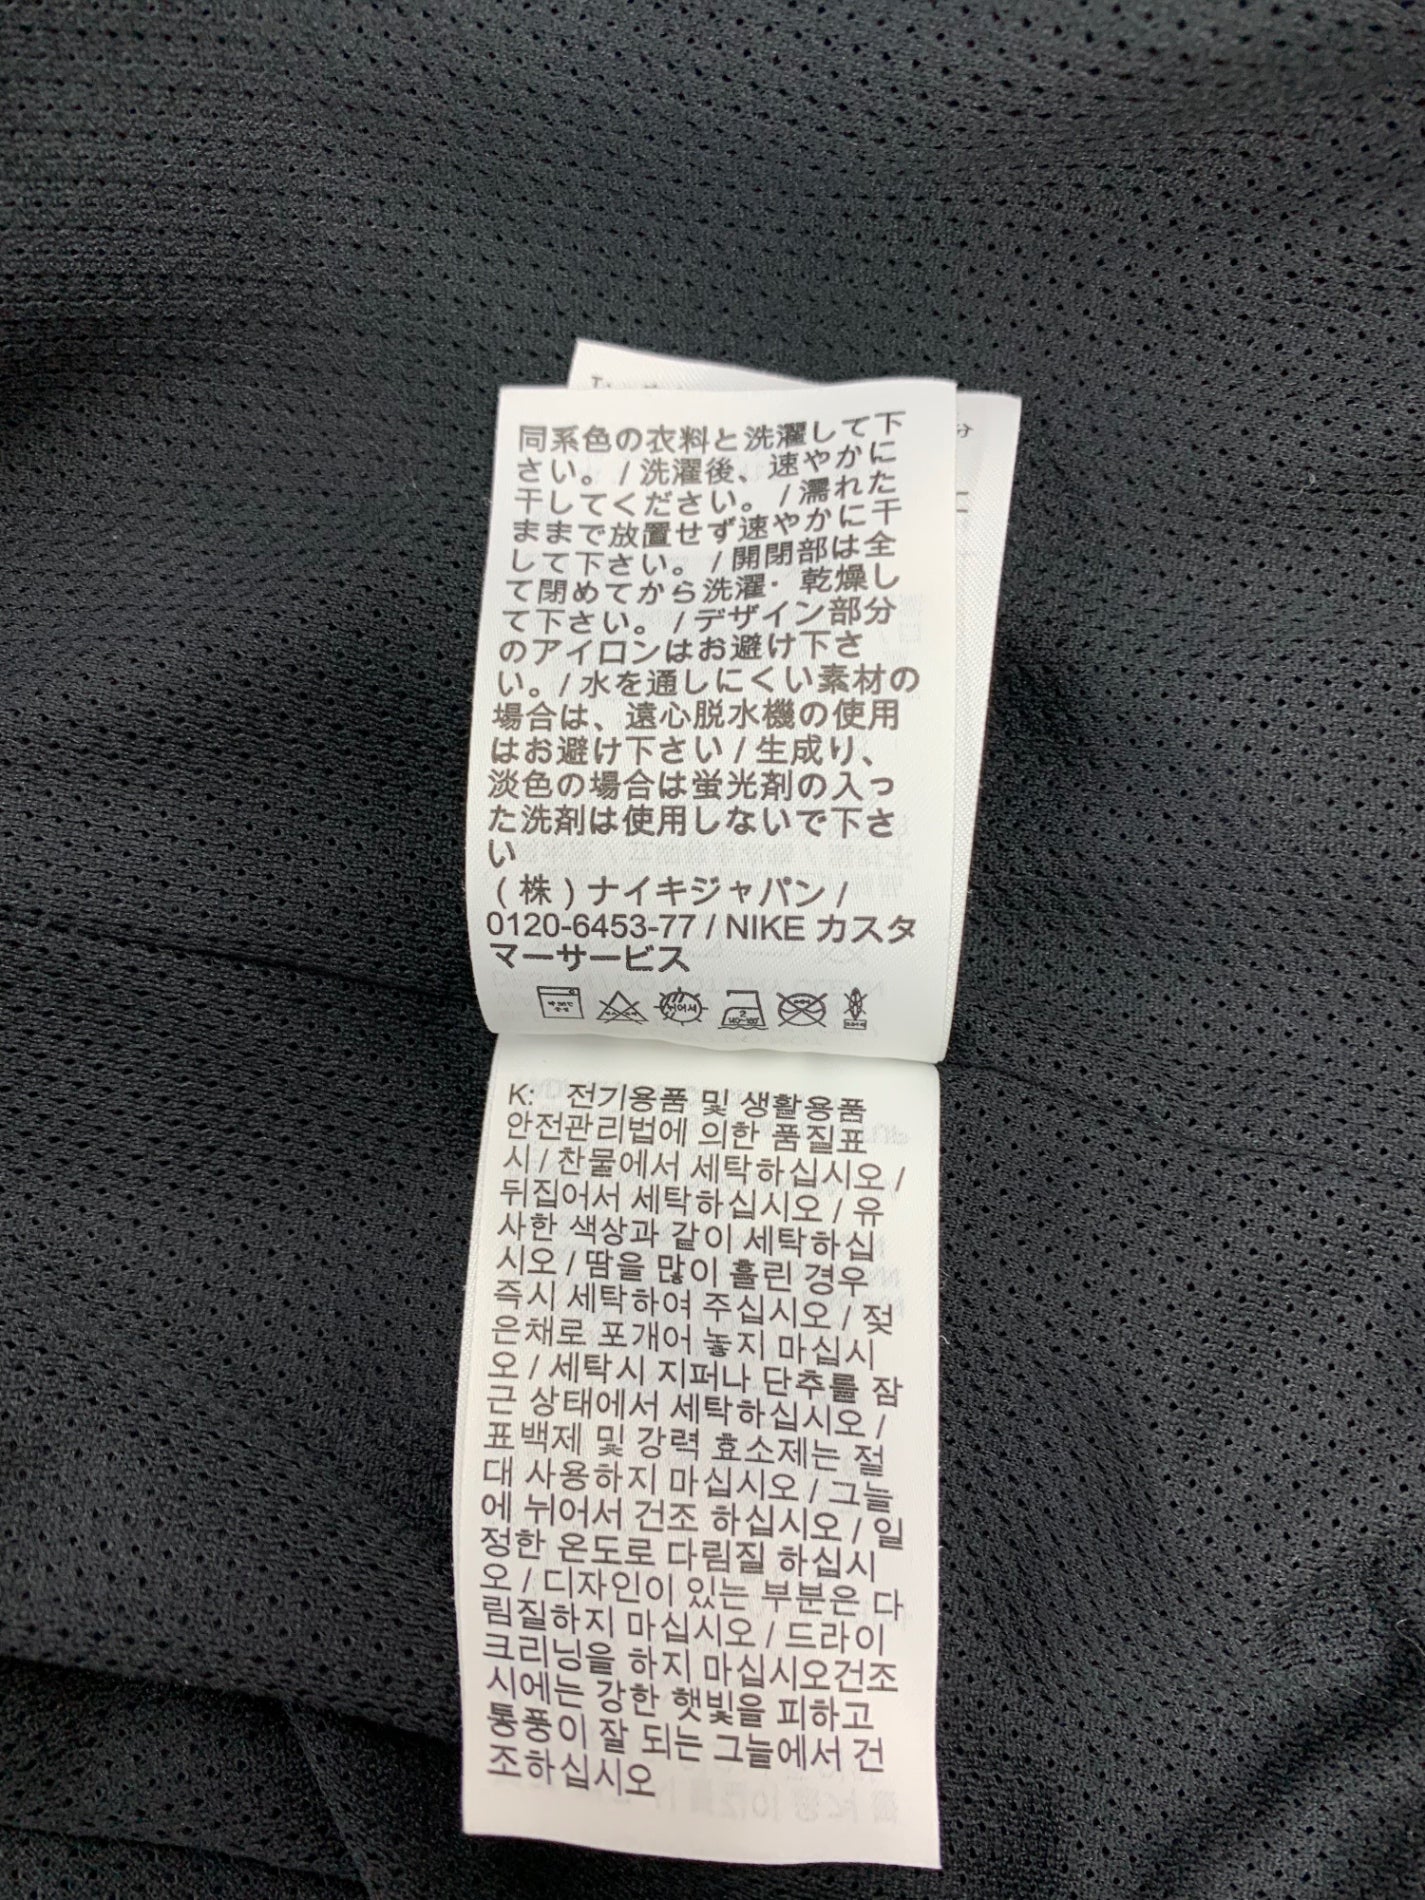 同系色の衣料と洗濯して下
さい。/ 洗濯後、速やかに
干してください。/ 濡れた
ままで放置せず速やかに干
して下さい。/ 開閉部は全
て閉めてから洗濯・乾燥し
て下さい。/ デザイン部分
のアイロンはお避け下さ
い。/ 水を通しにくい素材の
場合は、遠心脱水機の使用
はお避け下さい / 生成り、
淡色の場合は蛍光剤の入っ
た洗剤は使用しないで下さ
い
(株) ナイキジャパン /
0120-6453-77 / NIKE カスタ
マーサービス
K: 전기용품 및 생활용품
안전관리법에 의한 품질표
시 / 찬물에서 세탁하십시오 /
뒤집어서 세탁하십시오 / 유
사한 색상과 같이 세탁하십
시오 / 땀을 많이 흘린 경우
즉시 세탁하여 주십시오 / 젖
은채로 포개어 놓지 마십시
오 / 세탁시 지퍼나 단추를 잠
근 상태에서 세탁하십시오 /
표백제 및 강력 효소제는 절
대 사용하지 마십시오 / 그늘
에 뉘어서 건조 하십시오 / 일
정한 온도로 다림질 하십시
오 / 디자인이 있는 부분은 다
림질하지 마십시오 / 드라이
크리닝을 하지 마십시오건조
시에는 강한 햇빛을 피하고
통풍이 잘 되는 그늘에서 건
조하십시오